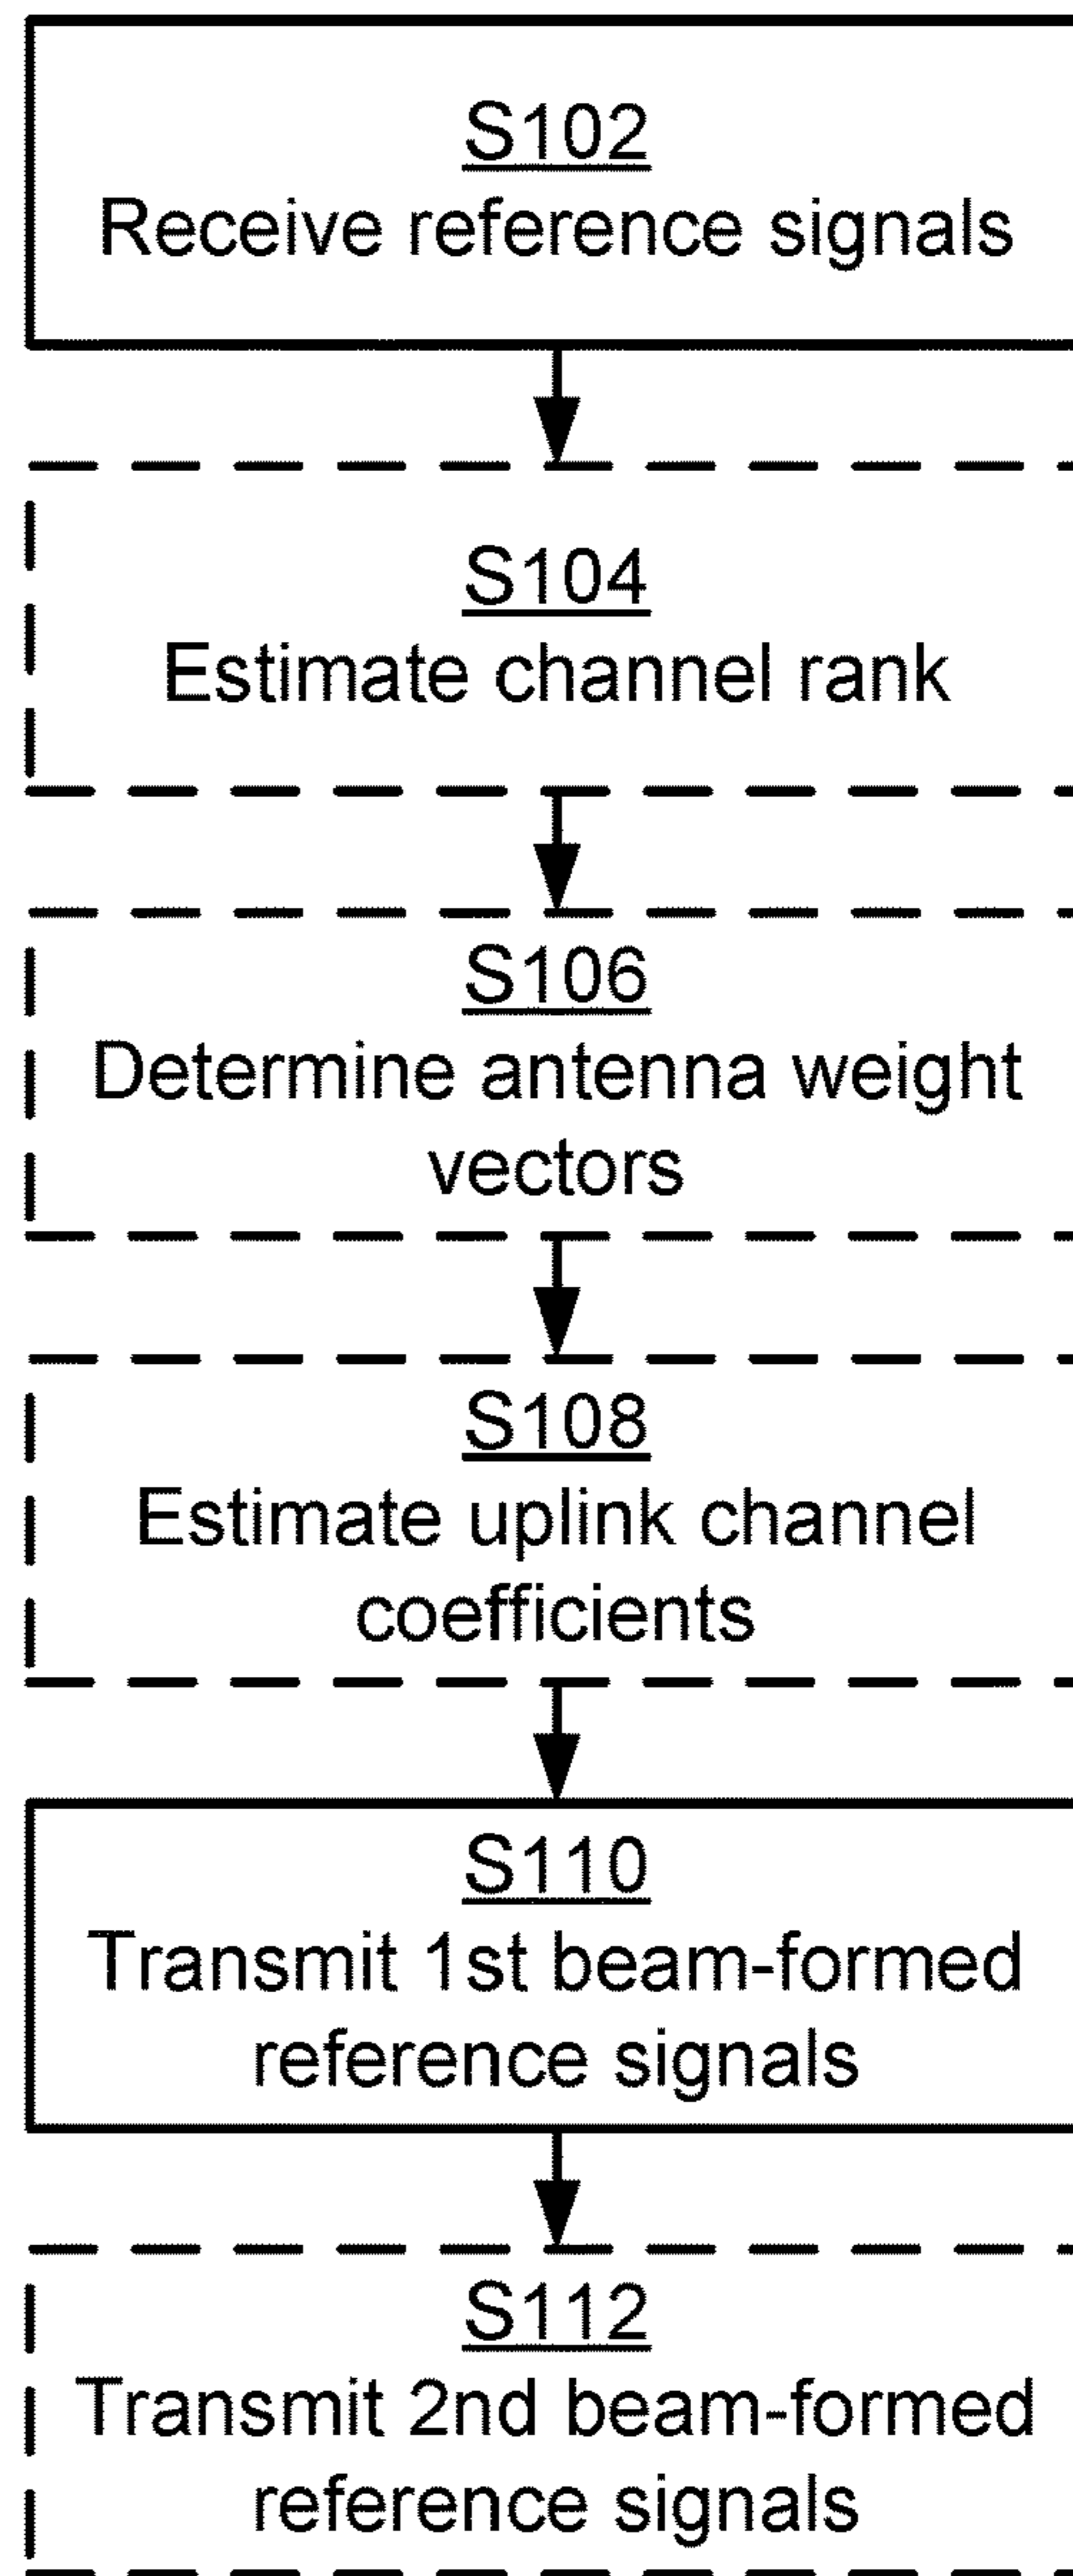 S102
Receive reference signals
S104
Estimate channel rank
S106
Determine antenna weight
vectors
S108
Estimate uplink channel
coefficients
S110
Transmit 1st beam-formed
reference signals
S112
Transmit 2nd beam-formed
reference signals